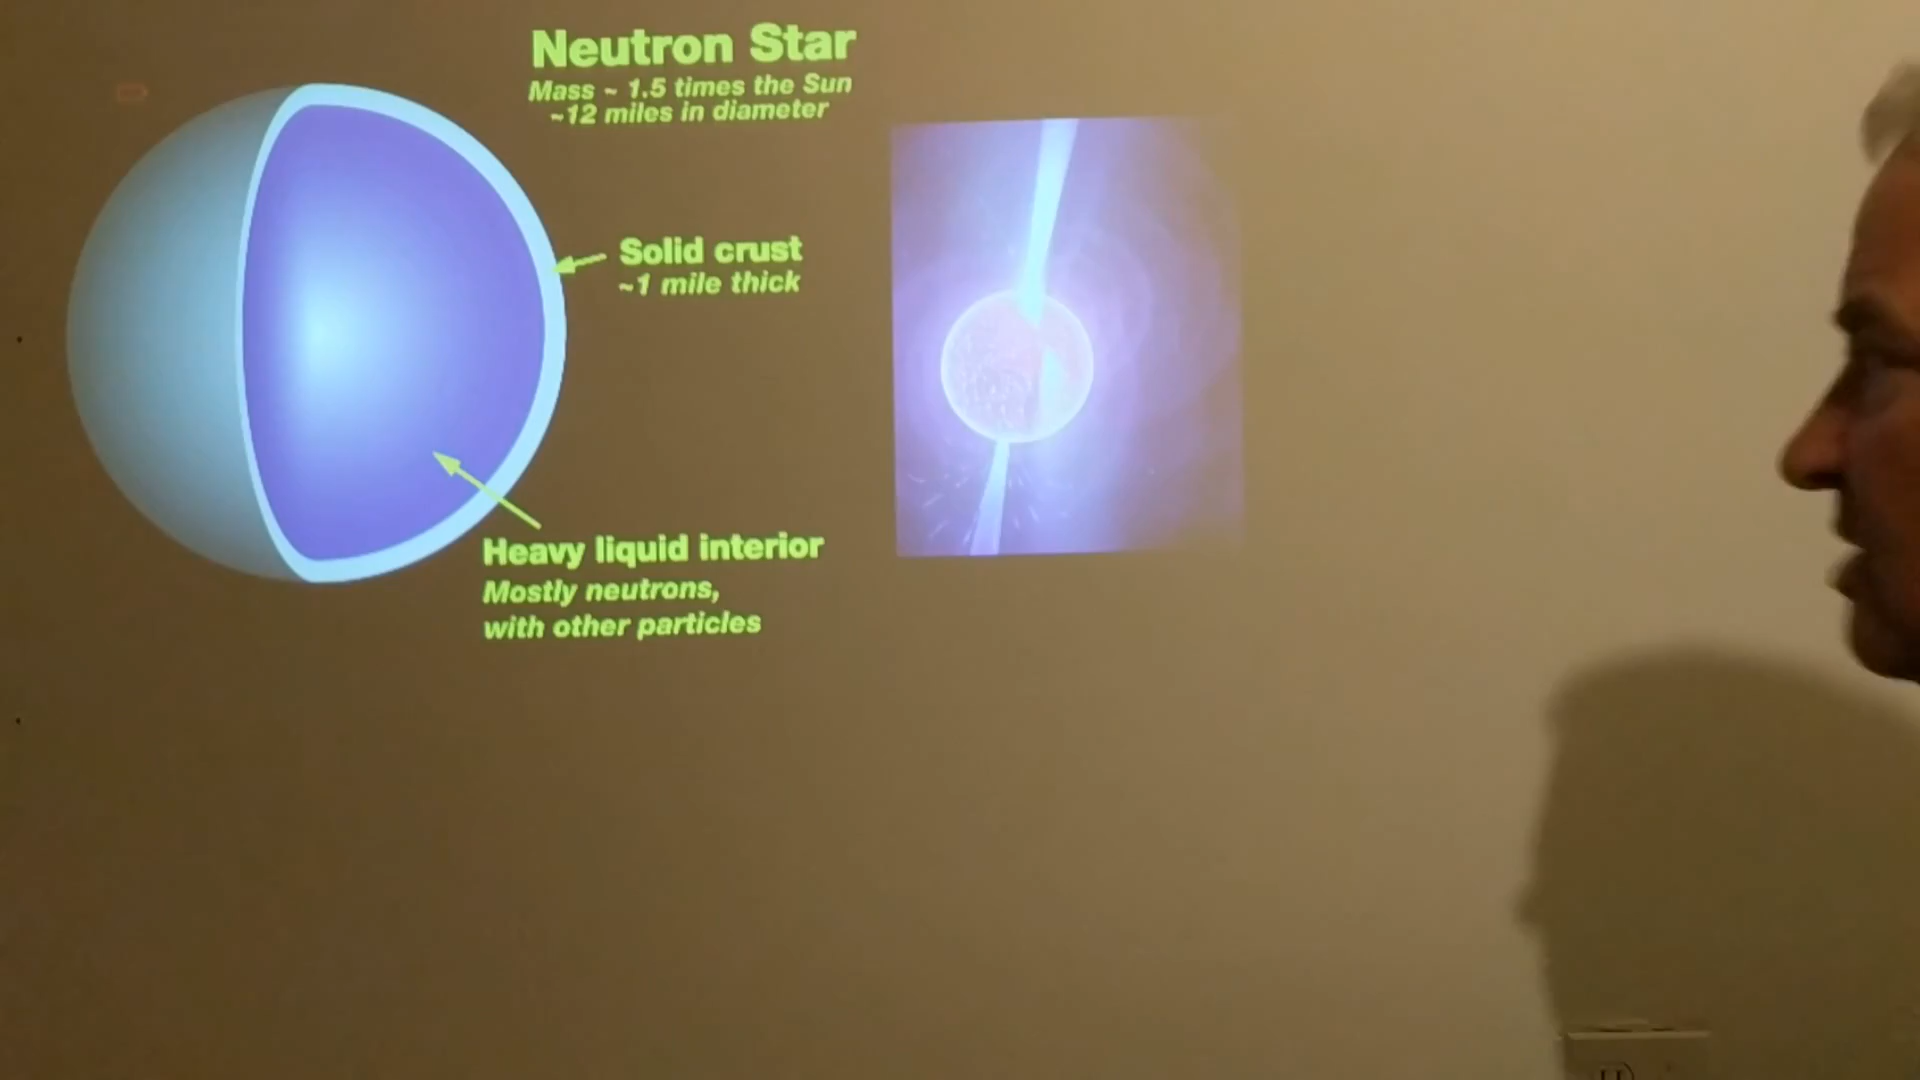 Neutron Star
Mass ~ 1.5 times the Sun
~12 miles in diameter
Solid crust
~1 mile thick
Heavy liquid interior
Mostly neutrons,
with other particles